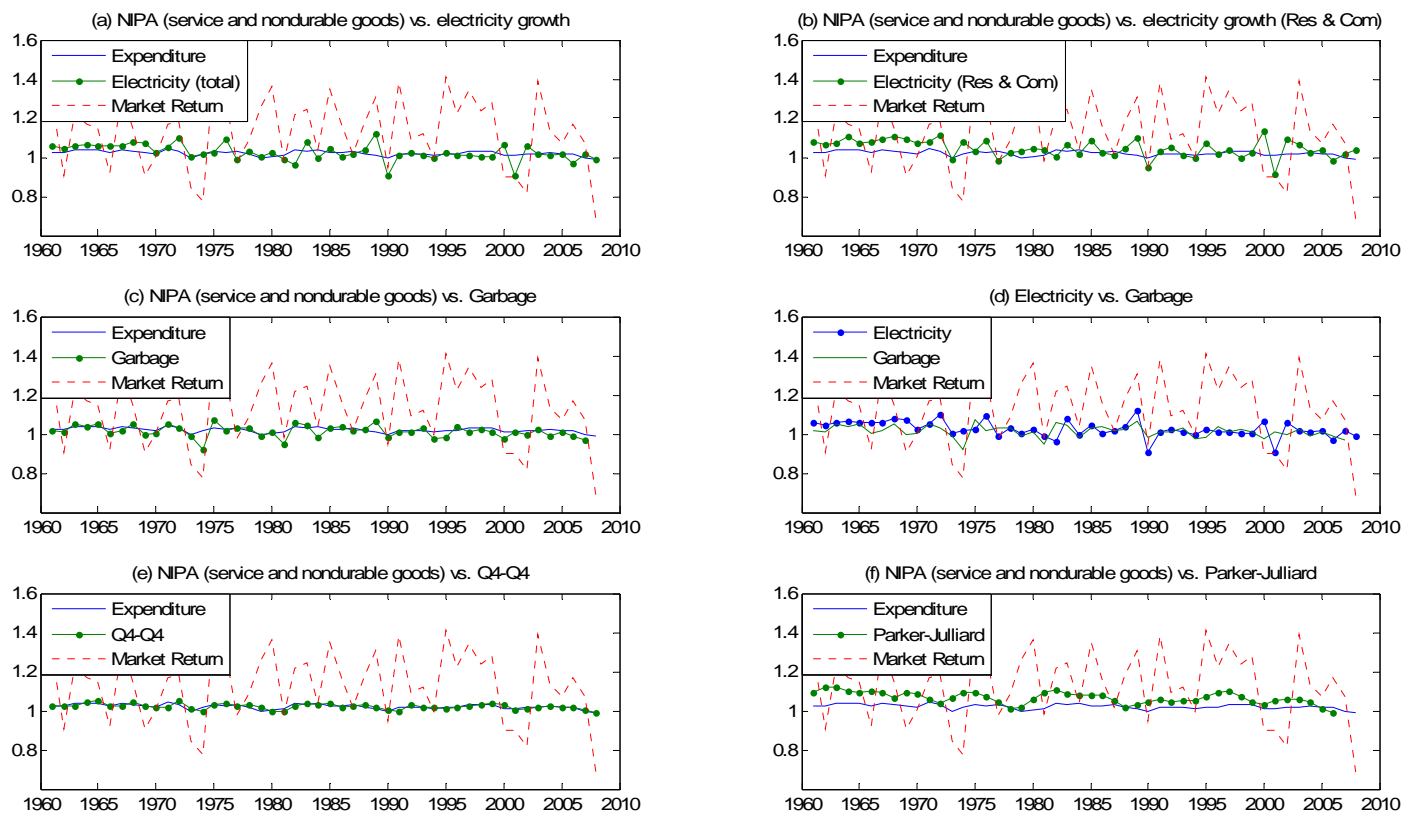 (a) NIPA (service and nondurable goods) vs. electricity growth
1.6
1.4
1.2
1
0.8
Expenditure
Electricity (total)
Market Return
1960 1965 1970 1975 1980 1985 1990 1995 2000 2005 2010
(b) NIPA (service and nondurable goods) vs. electricity growth (Res & Com)
1.6
1.4
1.2
1
0.8
Expenditure
Electricity (Res & Com)
Market Return
1960 1965 1970 1975 1980 1985 1990 1995 2000 2005 2010
(c) NIPA (service and nondurable goods) vs. Garbage
1.6
1.4
1.2
1
0.8
Expenditure
Garbage
Market Return
1960 1965 1970 1975 1980 1985 1990 1995 2000 2005 2010
(d) Electricity vs. Garbage
1.6
1.4
1.2
1
0.8
Electricity
Garbage
Market Return
1960 1965 1970 1975 1980 1985 1990 1995 2000 2005 2010
(e) NIPA (service and nondurable goods) vs. Q4-Q4
1.6
1.4
1.2
1
0.8
Expenditure
Q4-Q4
Market Return
1960 1965 1970 1975 1980 1985 1990 1995 2000 2005 2010
(f) NIPA (service and nondurable goods) vs. Parker-Julliard
1.6
1.4
1.2
1
0.8
Expenditure
Parker-Julliard
Market Return
1960 1965 1970 1975 1980 1985 1990 1995 2000 2005 2010